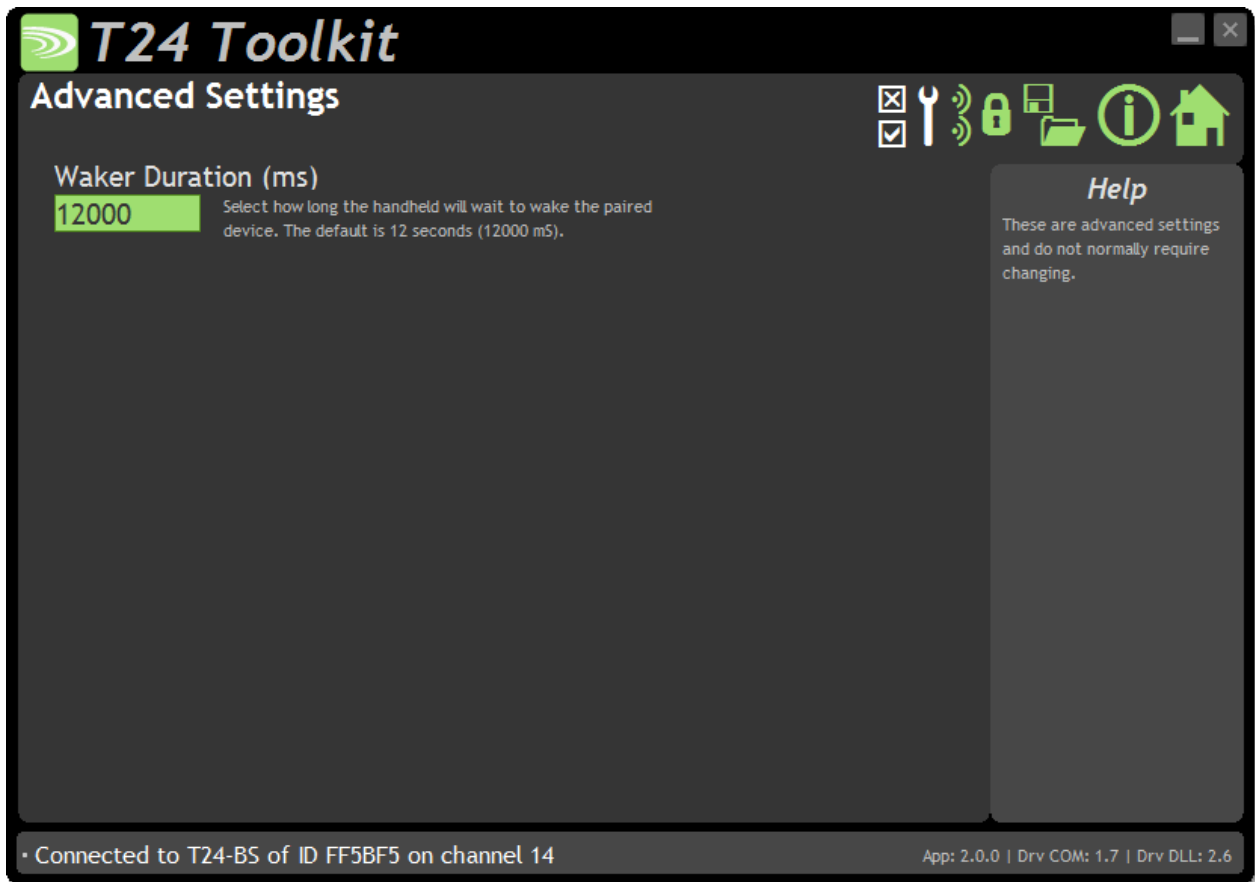 T24 Toolkit
Advanced Settings
Waker Duration (ms)
12000
Select how long the handheld will wait to wake the paired
device. The default is 12 seconds (12000 mS).
Help
These are advanced settings
and do not normally require
changing.
Connected to T24-BS of ID FF5BF5 on channel 14
App: 2.0.0 | Drv COM: 1.7 | Drv DLL: 2.6